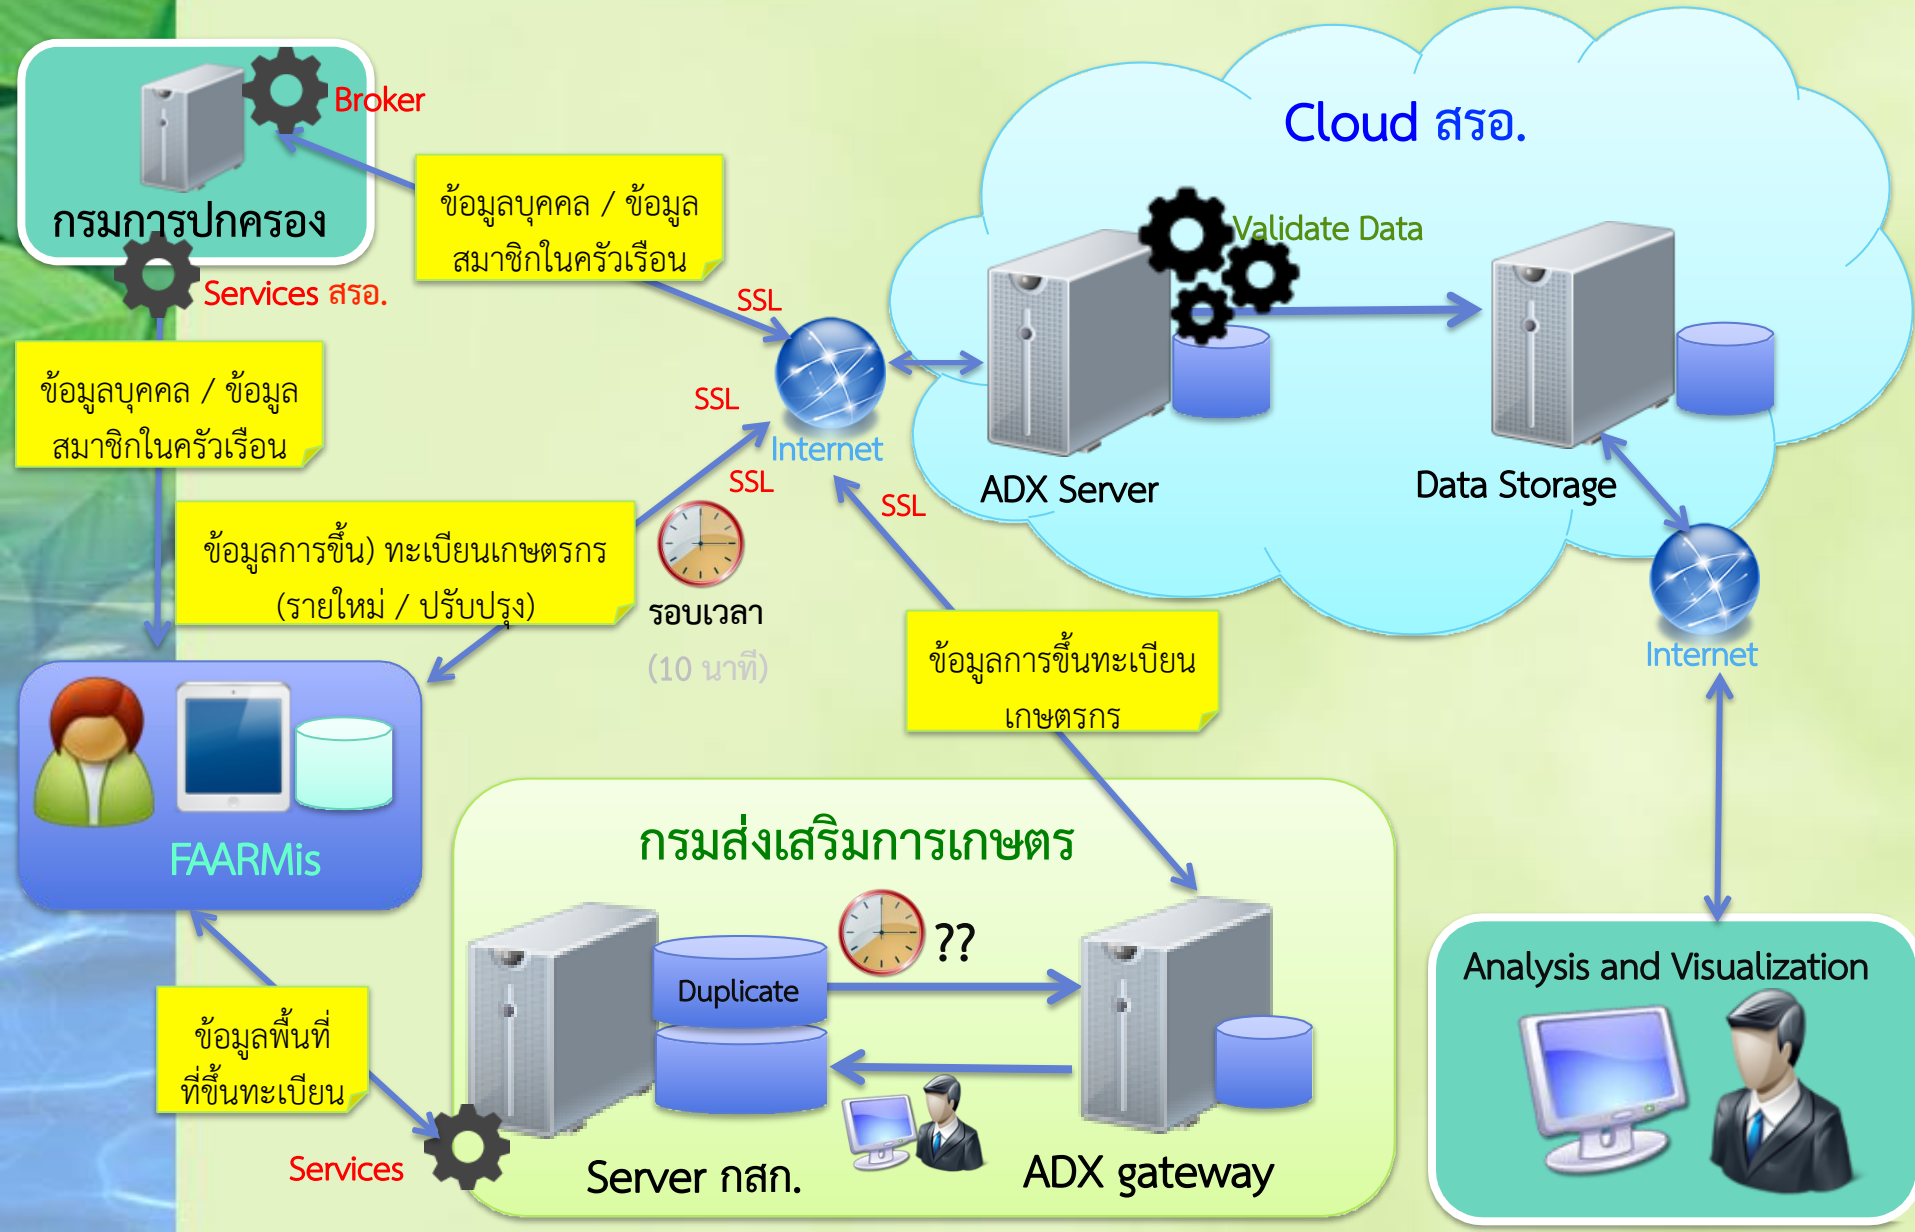 Broker
กรมการปกครอง
Services สรอ.
ข้อมูลบุคคล / ข้อมูล
สมาชิกในครัวเรือน
SSL
Cloud สรอ.
Validate Data
ข้อมูลบุคคล / ข้อมูล
สมาชิกในครัวเรือน
SSL
Internet
SSL
SSL
ADX Server
Data Storage
ข้อมูลการขึ้น) ทะเบียนเกษตรกร
(รายใหม่ / ปรับปรุง)
รอบเวลา
(10 นาที)
ข้อมูลการขึ้นทะเบียน
เกษตรกร
Internet
FAARMis
กรมส่งเสริมการเกษตร
??
Duplicate
Analysis and Visualization
ข้อมูลพื้นที่
ที่ขึ้นทะเบียน
Services
Server กสก.
ADX gateway